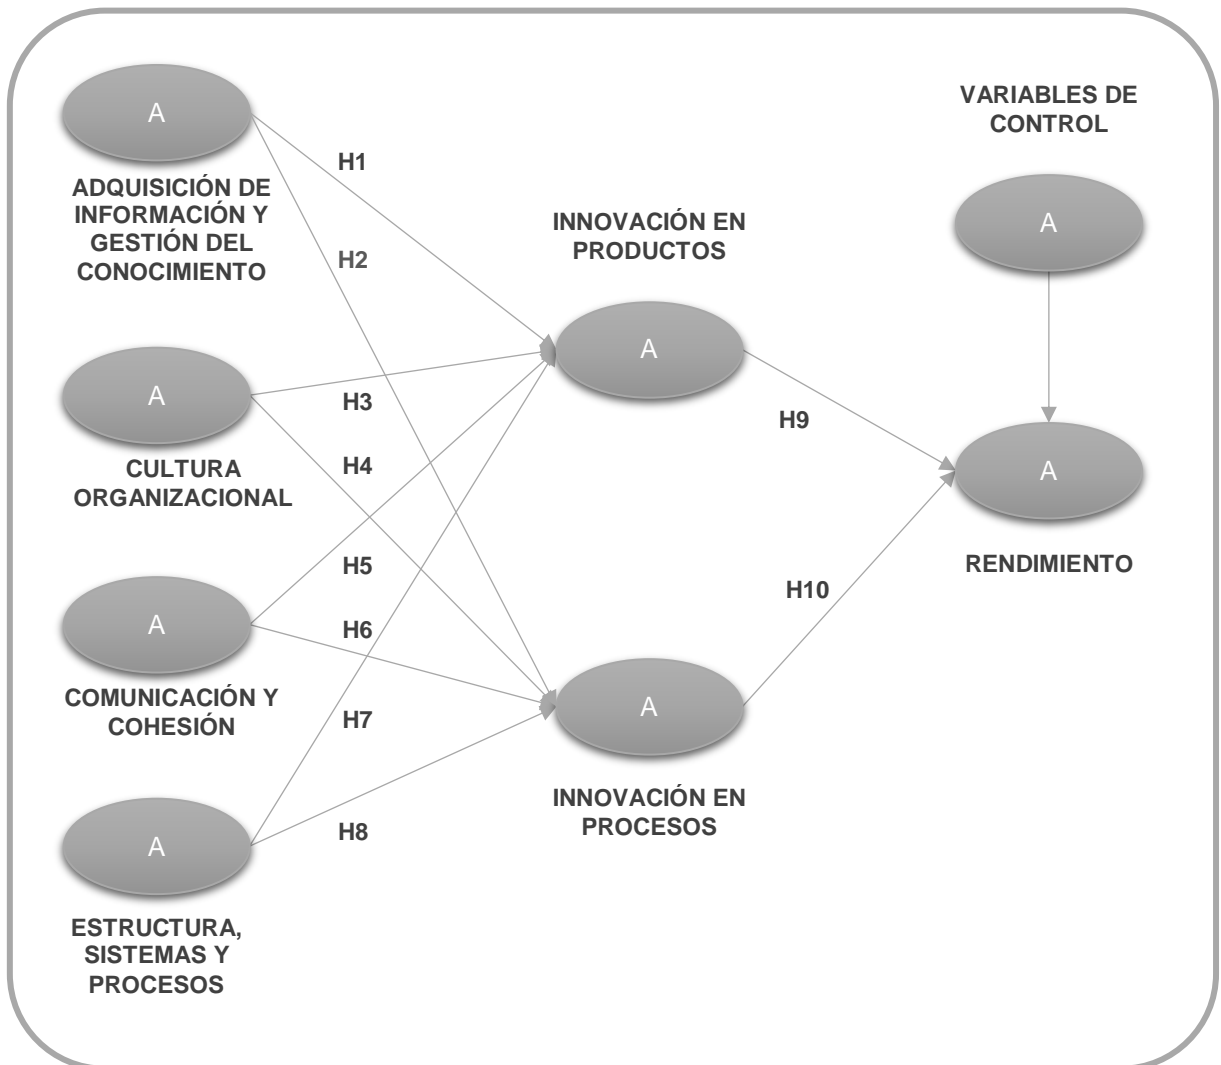 A
ADQUISICIÓN DE
INFORMACIÓN Y
GESTIÓN DEL
CONOCIMIENTO
A
CULTURA
ORGANIZACIONAL
A
COMUNICACIÓN Y
COHESIÓN
A
ESTRUCTURA,
SISTEMAS Y
PROCESOS
H1
H2
H3
H4
H5
H6
H7
H8
INNOVACIÓN EN
PRODUCTOS
A
A
INNOVACIÓN EN
PROCESOS
H9
H10
VARIABLES DE
CONTROL
A
A
RENDIMIENTO